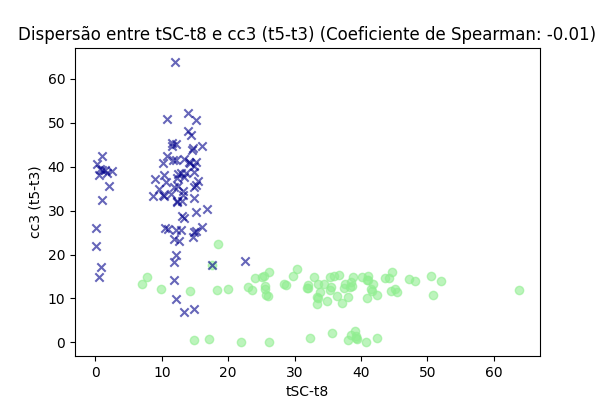 Dispersão entre tSC-t8 e cc3 (t5-t3) (Coeficiente de Spearman: -0.01)
60
50
40
30
20
10
0
cc3 (t5-t3)
0 10 20 30 40 50 60
tSC-t8